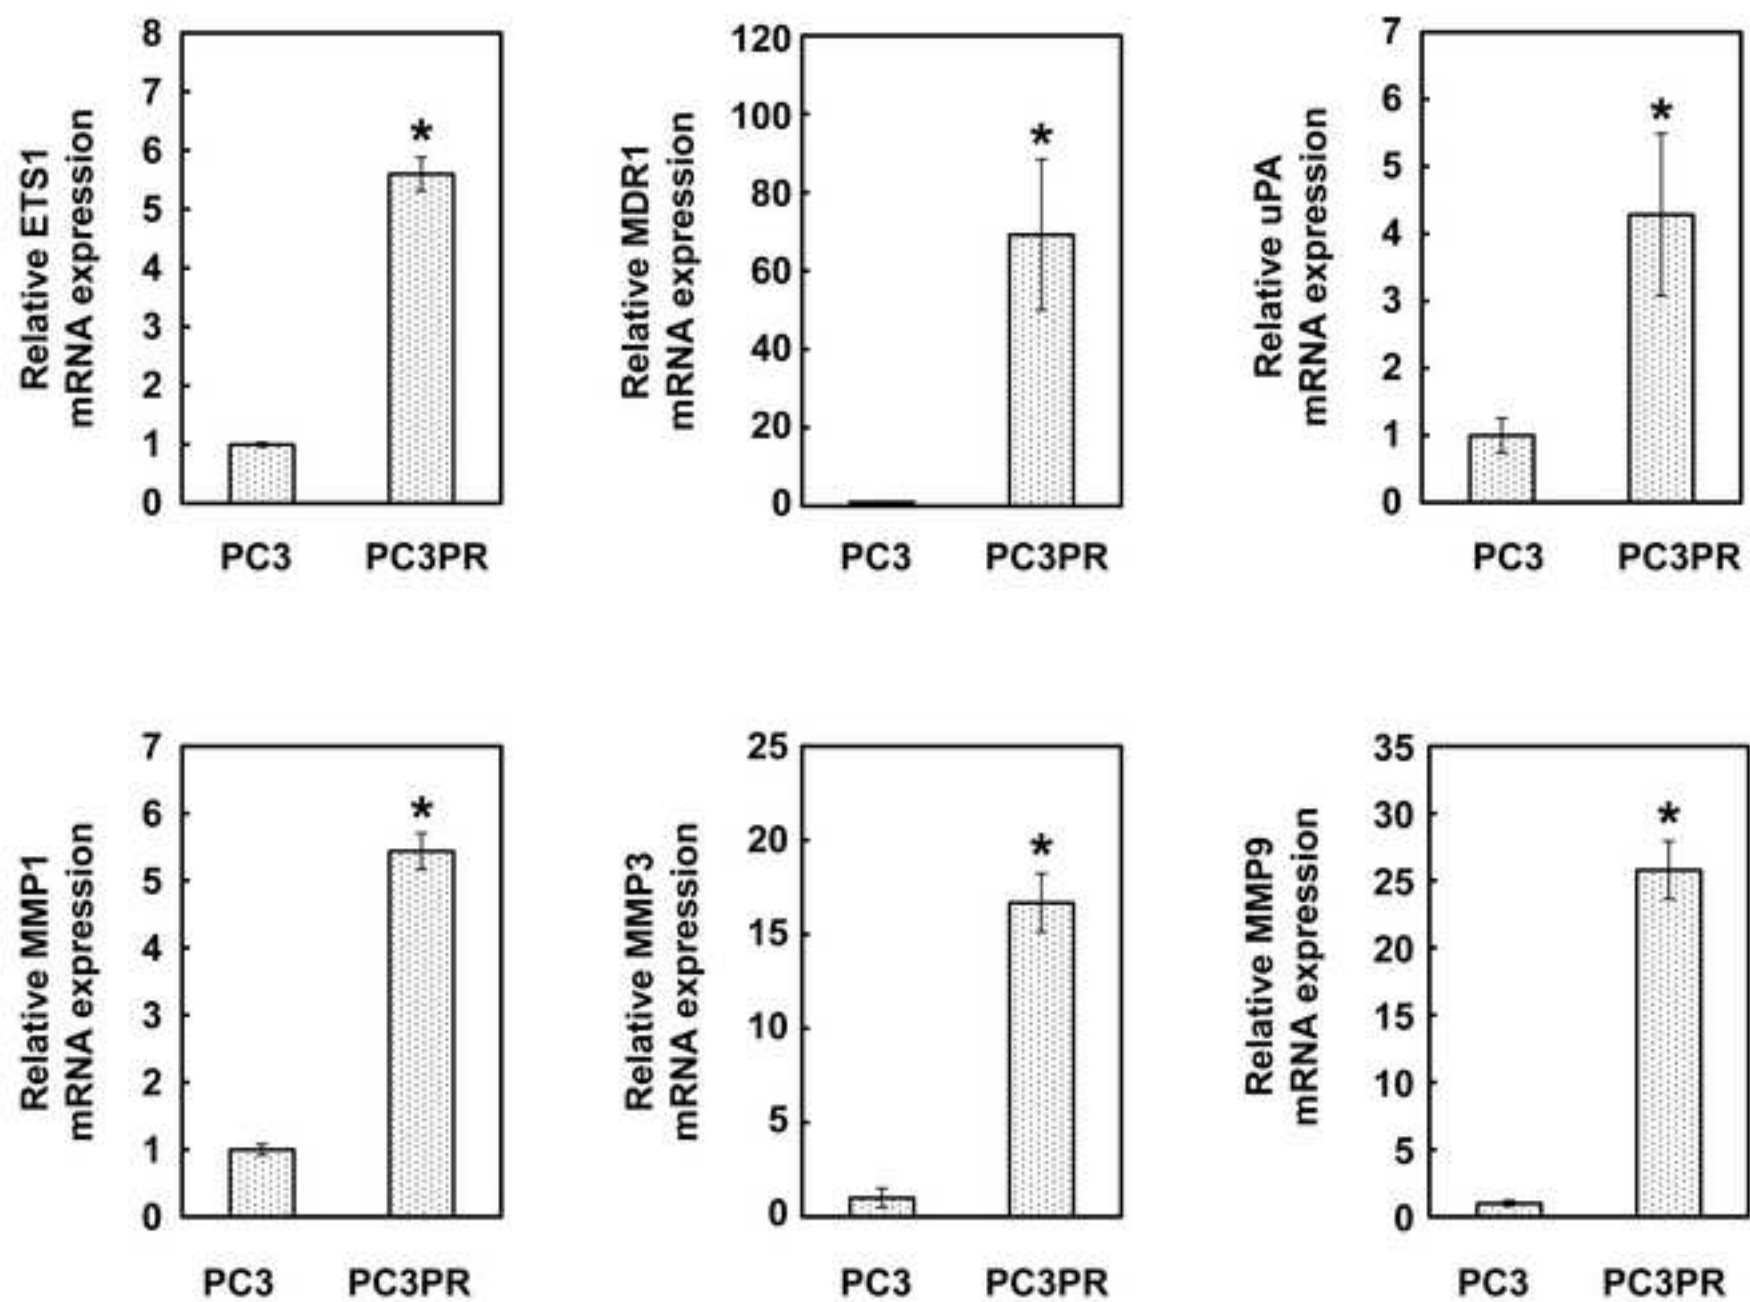 Relative ETS1
mRNA expression
8
7
6
5
4
3
2
1
0
*
PC3 PC3PR
Relative MDR1
mRNA expression
120
100
80
60
40
20
0
*
PC3 PC3PR
Relative uPA
mRNA expression
7
6
5
4
3
2
1
0
*
PC3 PC3PR
Relative MMP1
mRNA expression
7
6
5
4
3
2
1
0
*
PC3 PC3PR
Relative MMP3
mRNA expression
25
20
15
10
5
0
*
PC3 PC3PR
Relative MMP9
mRNA expression
35
30
25
20
15
10
5
0
*
PC3 PC3PR